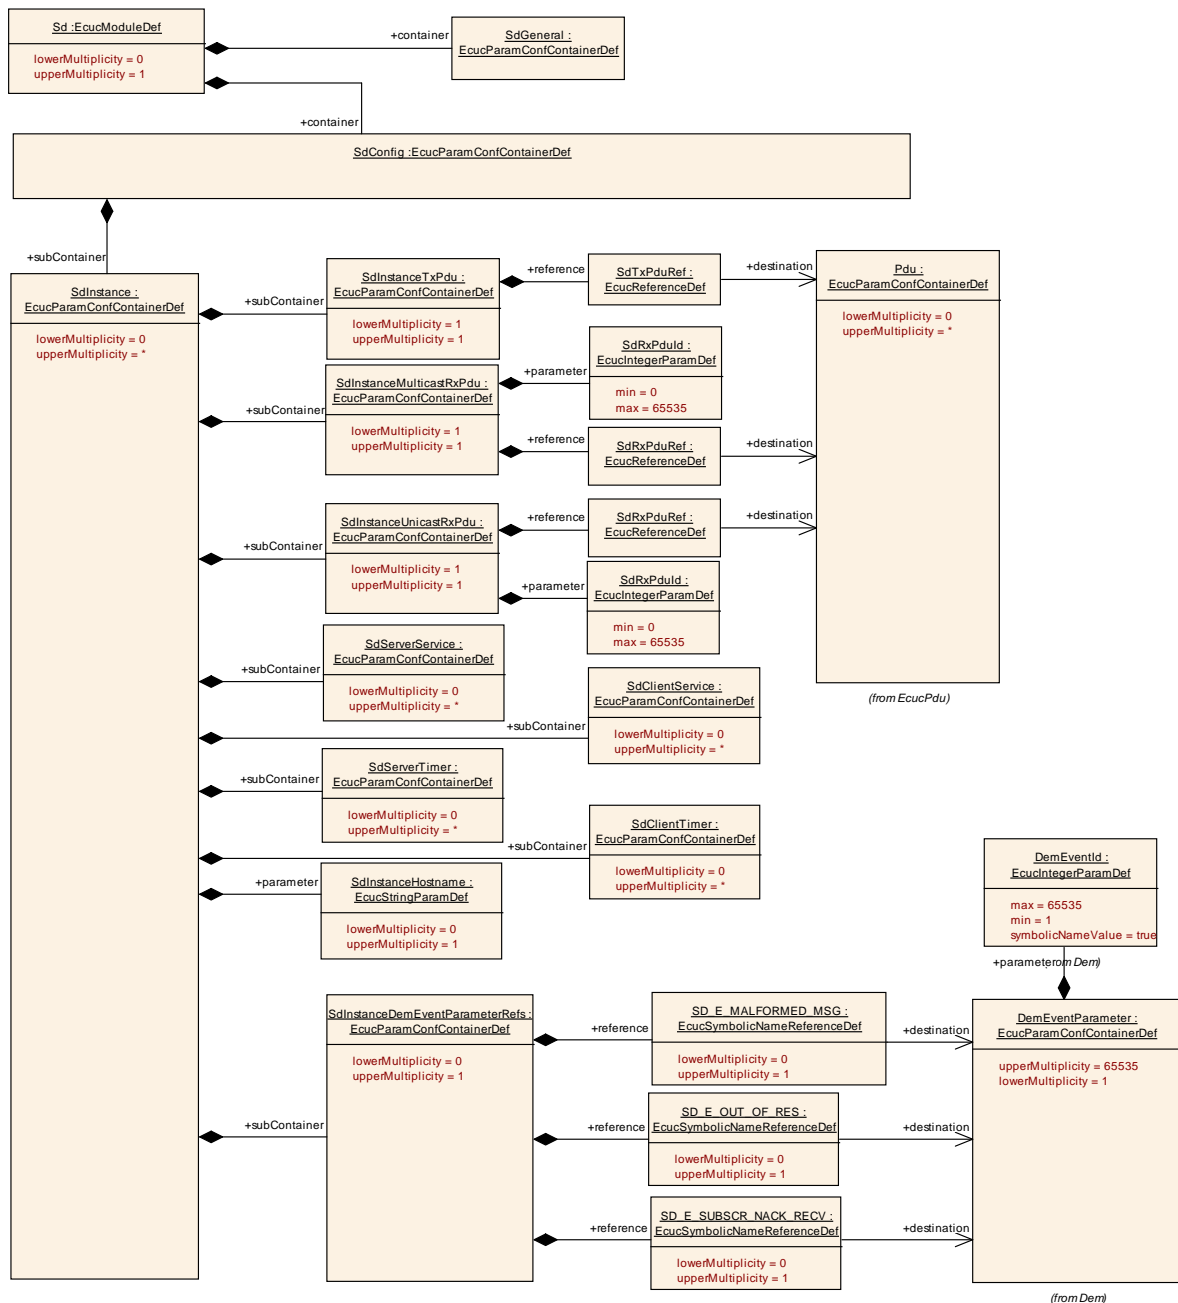 Sd :EcucModuleDef
lowerMultiplicity = 0
upperMultiplicity = 1
+container
SdGeneral :
EcucParamConfContainerDef
+container
SdConfig :EcucParamConfContainerDef
+subContainer
SdInstance :
EcucParamConfContainerDef
lowerMultiplicity = 0
upperMultiplicity = *
+subContainer
SdInstanceTxPdu :
EcucParamConfContainerDef
lowerMultiplicity = 1
upperMultiplicity = 1
+reference
SdTxPduRef :
EcucReferenceDef
+destination
Pdu :
EcucParamConfContainerDef
lowerMultiplicity = 0
upperMultiplicity = *
(from EcucPdu)
+subContainer
SdInstanceMulticastRxPdu :
EcucParamConfContainerDef
lowerMultiplicity = 1
upperMultiplicity = 1
+parameter
SdRxPduId :
EcucIntegerParamDef
min = 0
max = 65535
+reference
SdRxPduRef :
EcucReferenceDef
+destination
+subContainer
SdInstanceUnicastRxPdu :
EcucParamConfContainerDef
lowerMultiplicity = 1
upperMultiplicity = 1
+reference
SdRxPduRef :
EcucReferenceDef
+destination
+parameter
SdRxPduId :
EcucIntegerParamDef
min = 0
max = 65535
+subContainer
SdServerService :
EcucParamConfContainerDef
lowerMultiplicity = 0
upperMultiplicity = *
+subContainer
SdClientService :
EcucParamConfContainerDef
lowerMultiplicity = 0
upperMultiplicity = *
+subContainer
SdServerTimer :
EcucParamConfContainerDef
lowerMultiplicity = 0
upperMultiplicity = *
+subContainer
SdClientTimer :
EcucParamConfContainerDef
lowerMultiplicity = 0
upperMultiplicity = *
+parameter
SdInstanceHostname :
EcucStringParamDef
lowerMultiplicity = 0
upperMultiplicity = 1
DemEventId :
EcucIntegerParamDef
max = 65535
min = 1
symbolicNameValue = true
+parameter
om Dem)
+subContainer
SdInstanceDemEventParameterRefs :
EcucParamConfContainerDef
lowerMultiplicity = 0
upperMultiplicity = 1
+reference
SD_E_MALFORMED_MSG :
EcucSymbolicNameReferenceDef
lowerMultiplicity = 0
upperMultiplicity = 1
+destination
DemEventParameter :
EcucParamConfContainerDef
upperMultiplicity = 65535
lowerMultiplicity = 1
+reference
SD_E_OUT_OF_RES :
EcucSymbolicNameReferenceDef
lowerMultiplicity = 0
upperMultiplicity = 1
+destination
+reference
SD_E_SUBSCR_NACK_RECV :
EcucSymbolicNameReferenceDef
lowerMultiplicity = 0
upperMultiplicity = 1
+destination
(from Dem)